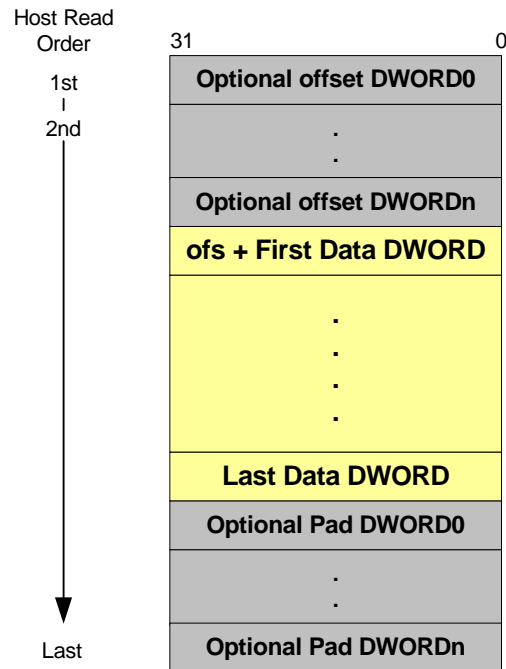 Host Read
Order
31
0
1st
2nd
Optional offset DWORD0
.
.
Optional offset DWORDn
ofs + First Data DWORD
.
.
.
.
Last Data DWORD
Optional Pad DWORD0
.
.
Last
Optional Pad DWORDn